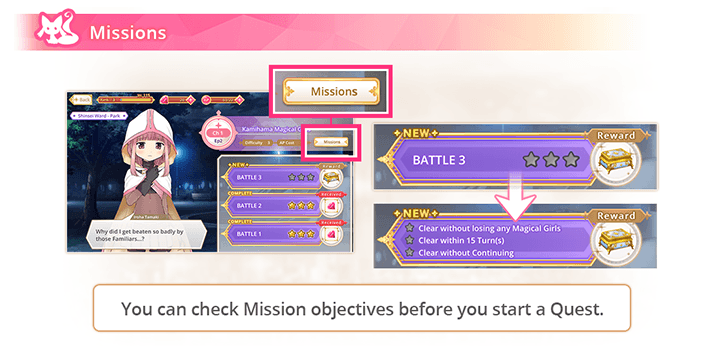 Missions
Missions
Back
Shinsei Ward - Park
Ch 1
Ep2
Kamihama Magical G
Difficulty
AP Cost
Missions
NEW
BATTLE 3
Reward
COMPLETE
BATTLE 2
Received
COMPLETE
BATTLE 1
Received
Iroha Tamaki
Why did I get beaten so badly by
those Familiars...?
NEW
BATTLE 3
Reward
NEW
Reward
Clear without losing any Magical Girls
Clear within 15 Turn(s)
Clear without Continuing
You can check Mission objectives before you start a Quest.